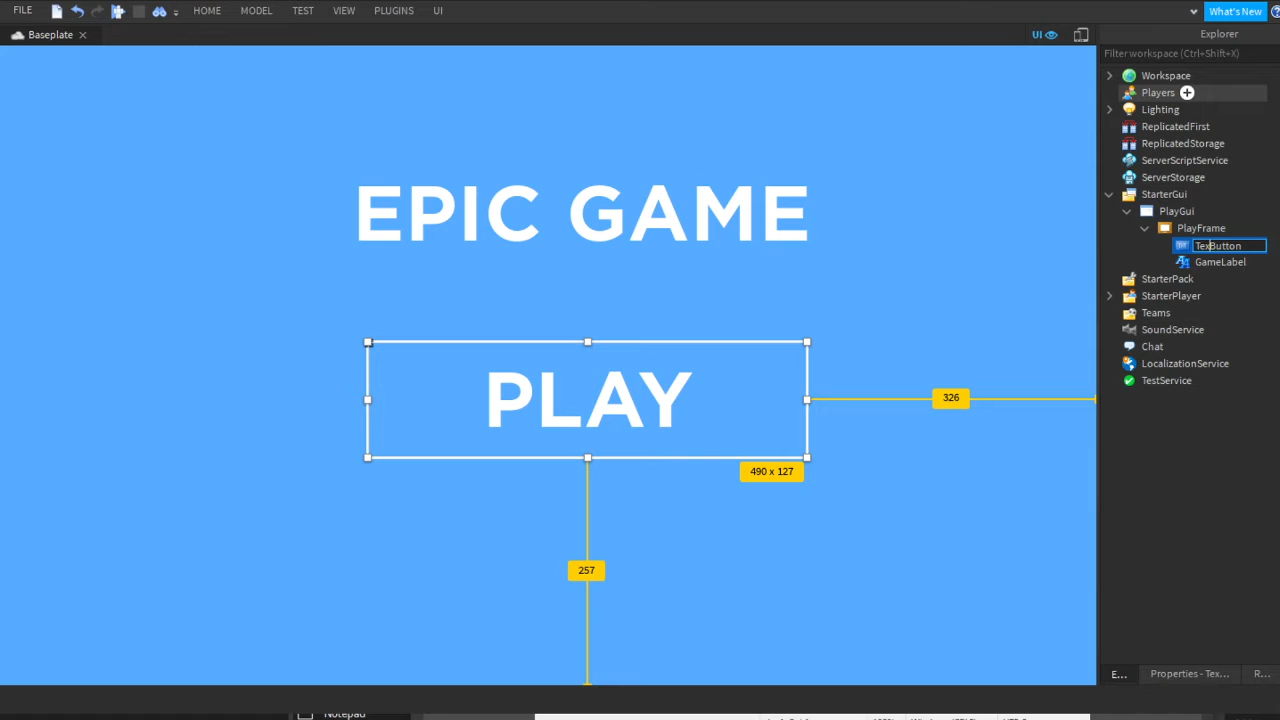 FILE HOME MODEL TEST VIEW PLUGINS UI What's New
Baseplate UI Explorer
Filter workspace (Ctrl+Shift+X)
Workspace
Players
Lighting
ReplicatedFirst
ReplicatedStorage
ServerScriptService
ServerStorage
StarterGui
PlayGui
PlayFrame
TexButton
GameLabel
StarterPack
StarterPlayer
Teams
SoundService
Chat
LocalizationService
TestService
EPIC GAME
PLAY
326
490 x 127
257
E... Properties - Tex... R...
Notepad